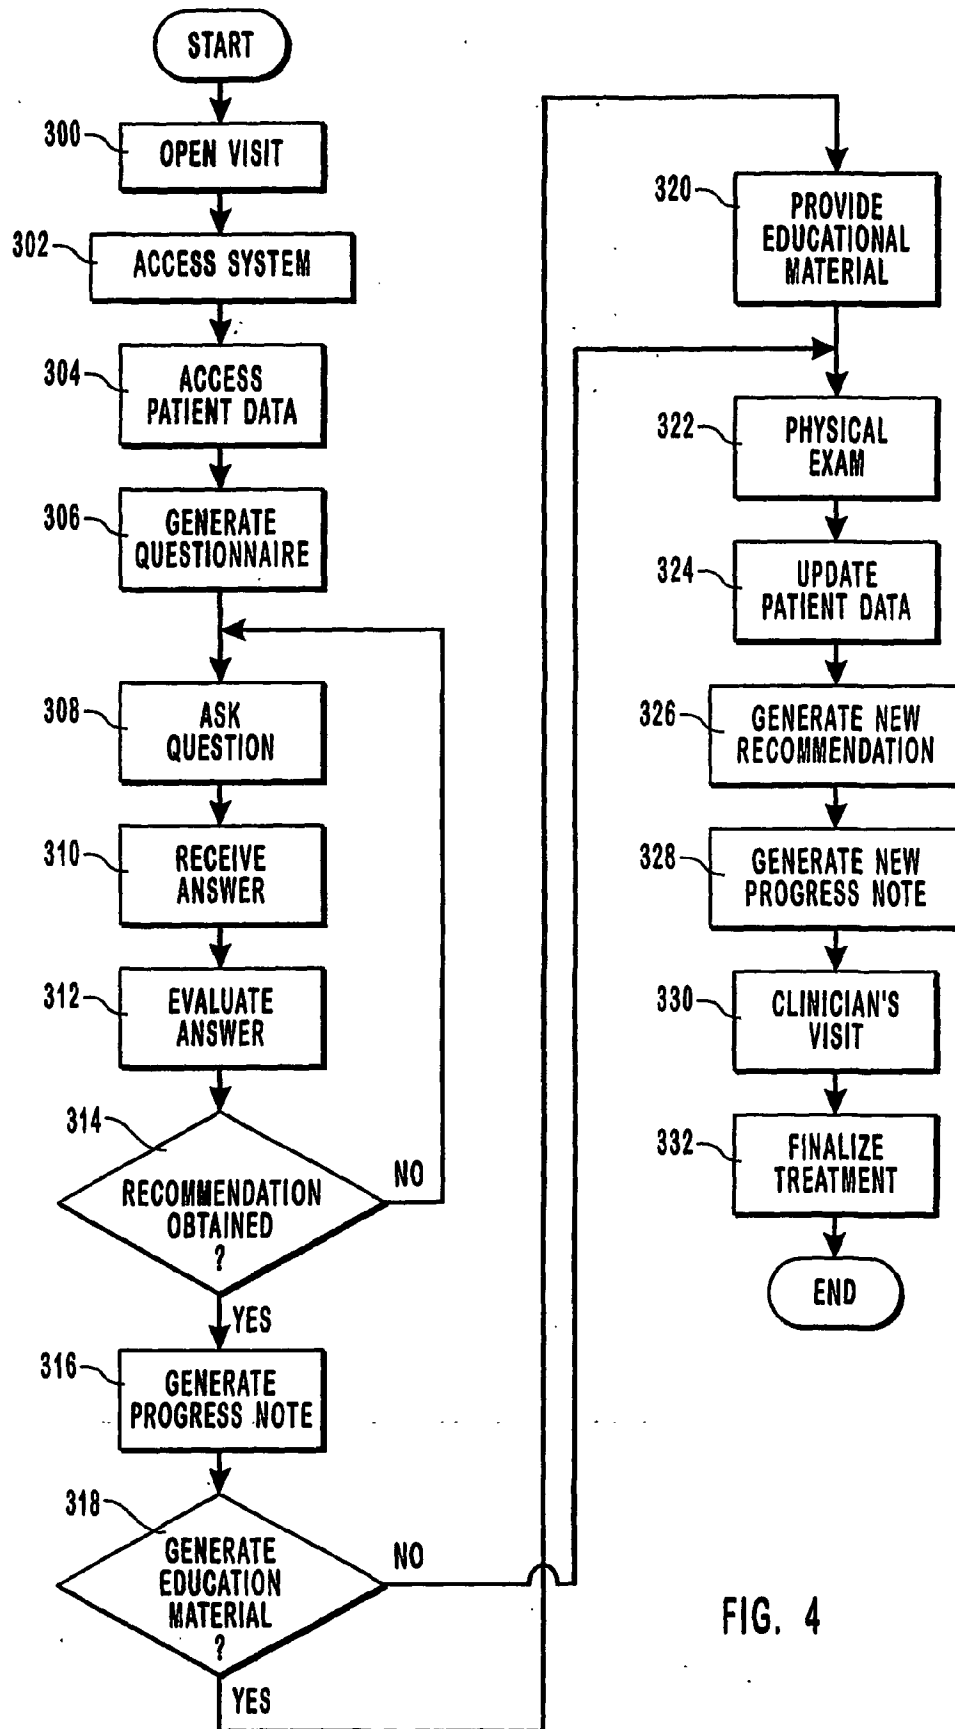 START
300
OPEN VISIT
302
ACCESS SYSTEM
304
ACCESS
PATIENT DATA
306
GENERATE
QUESTIONNAIRE
308
ASK
QUESTION
310
RECEIVE
ANSWER
312
EVALUATE
ANSWER
314
RECOMMENDATION
OBTAINED
?
NO
YES
316
GENERATE
PROGRESS NOTE
318
GENERATE
EDUCATION
MATERIAL
?
NO
YES
320
PROVIDE
EDUCATIONAL
MATERIAL
322
PHYSICAL
EXAM
324
UPDATE
PATIENT DATA
326
GENERATE NEW
RECOMMENDATION
328
GENERATE NEW
PROGRESS NOTE
330
CLINICIAN'S
VISIT
332
FINALIZE
TREATMENT
END
FIG. 4